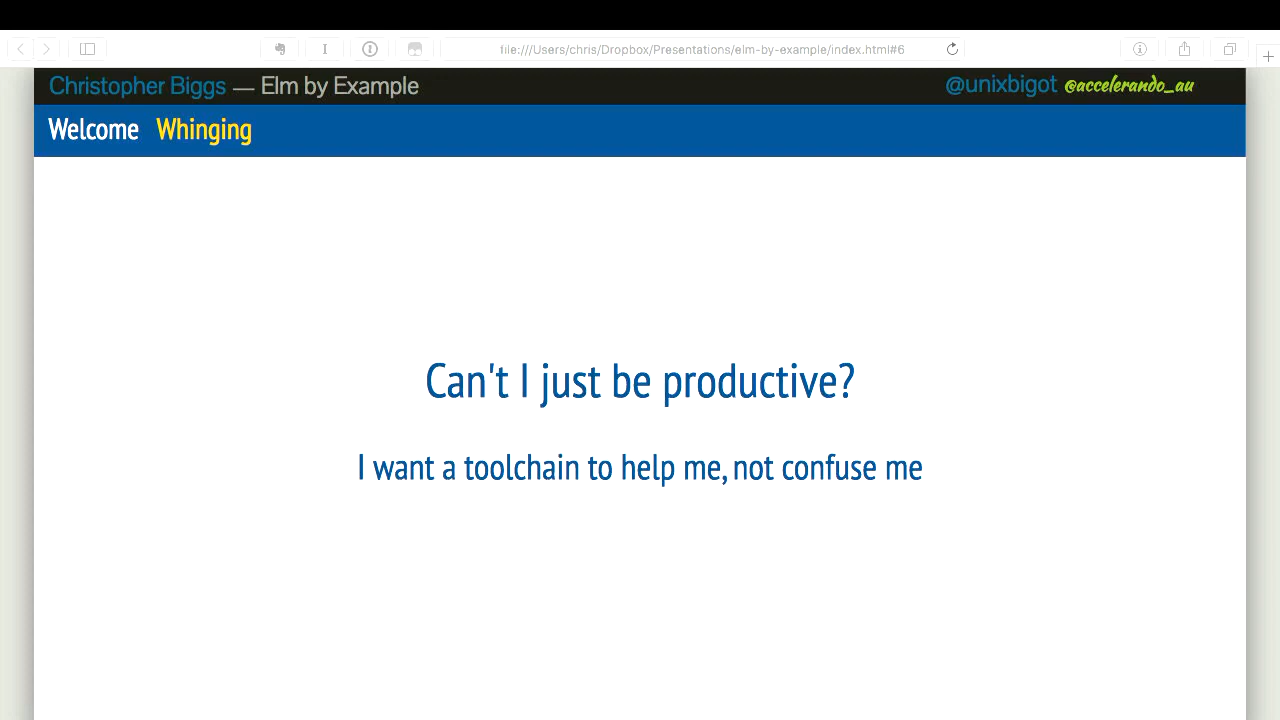 file:///Users/chris/Dropbox/Presentations/elm-by-example/index.html#6
Christopher Biggs — Elm by Example @unixbigot @accelerando_au
Welcome Whinging
Can't I just be productive?
I want a toolchain to help me, not confuse me